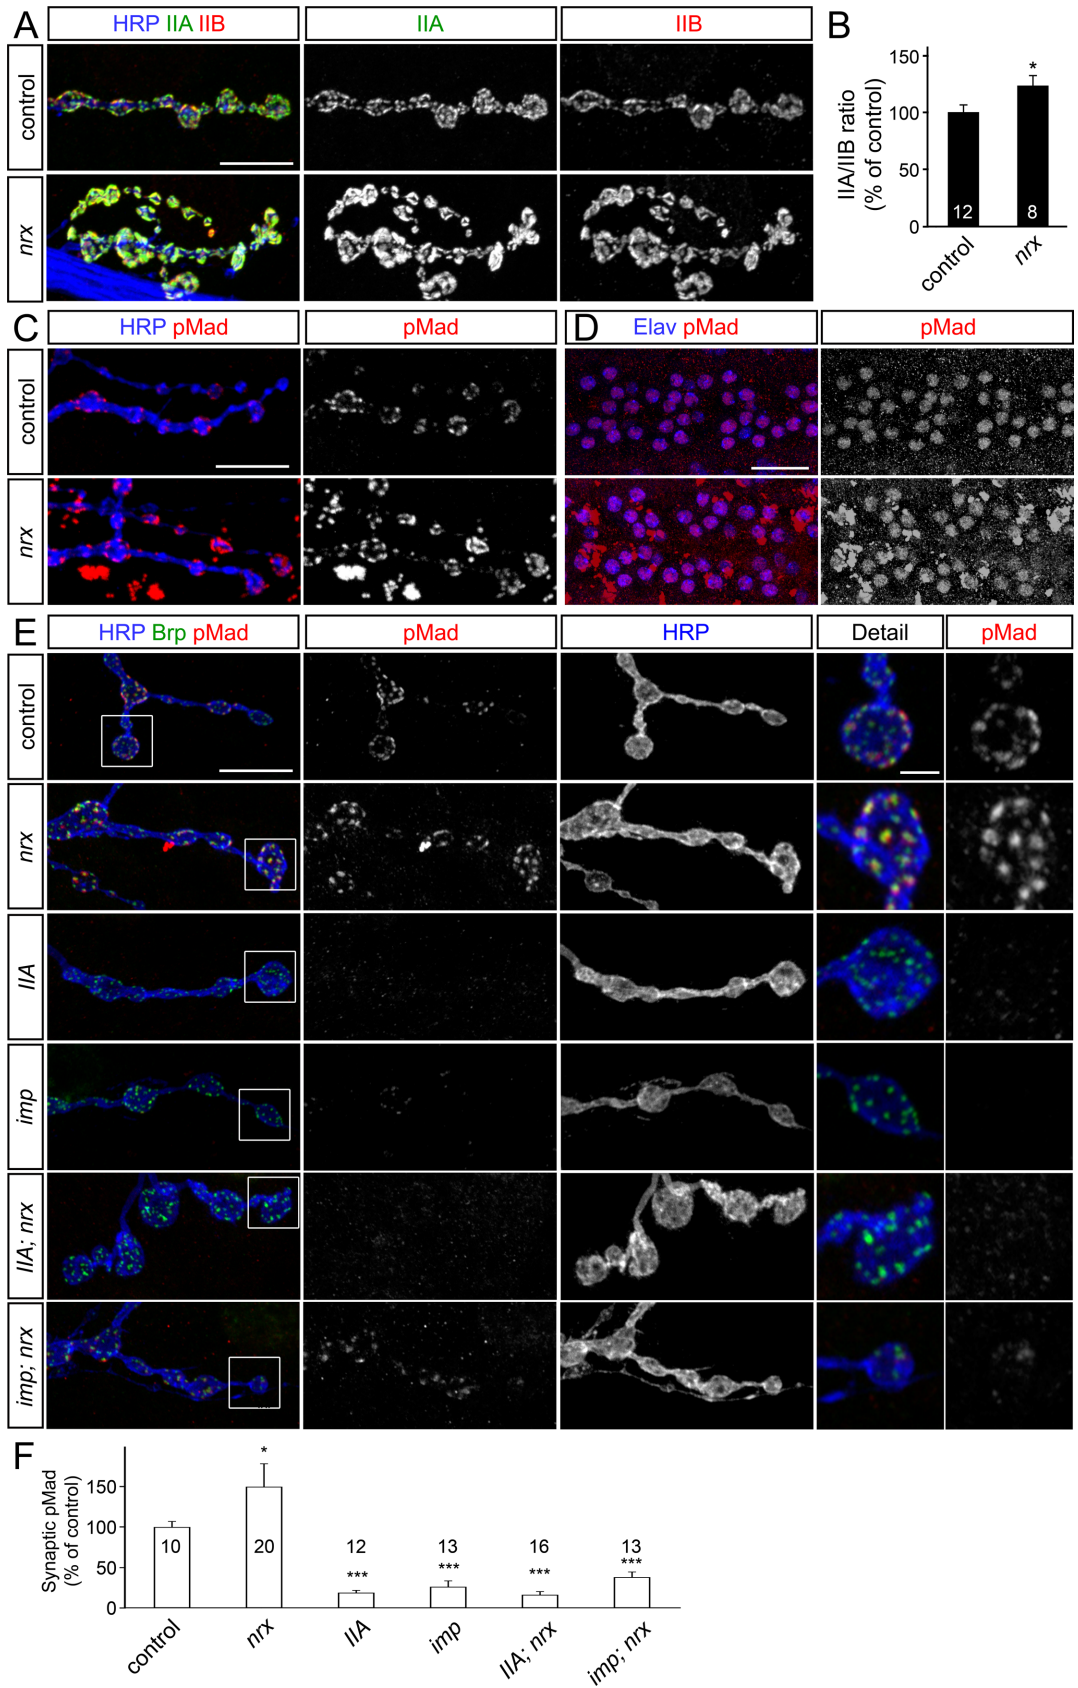 A
HRP IIA IIB
IIA
IIB
control
nrx
B
IIA/IIB ratio
(% of control)
150
100
50
0
*
12
8
control
nrx
C
HRP pMad
pMad
control
nrx
D
Elav pMad
pMad
E
HRP Brp pMad
pMad
HRP
Detail
pMad
control
nrx
IIA
imp
IIA; nrx
imp; nrx
F
Synaptic pMad
(% of control)
150
100
50
0
*
10
20
12
13
16
13
***
***
***
***
control
nrx
IIA
imp
IIA; nrx
imp; nrx